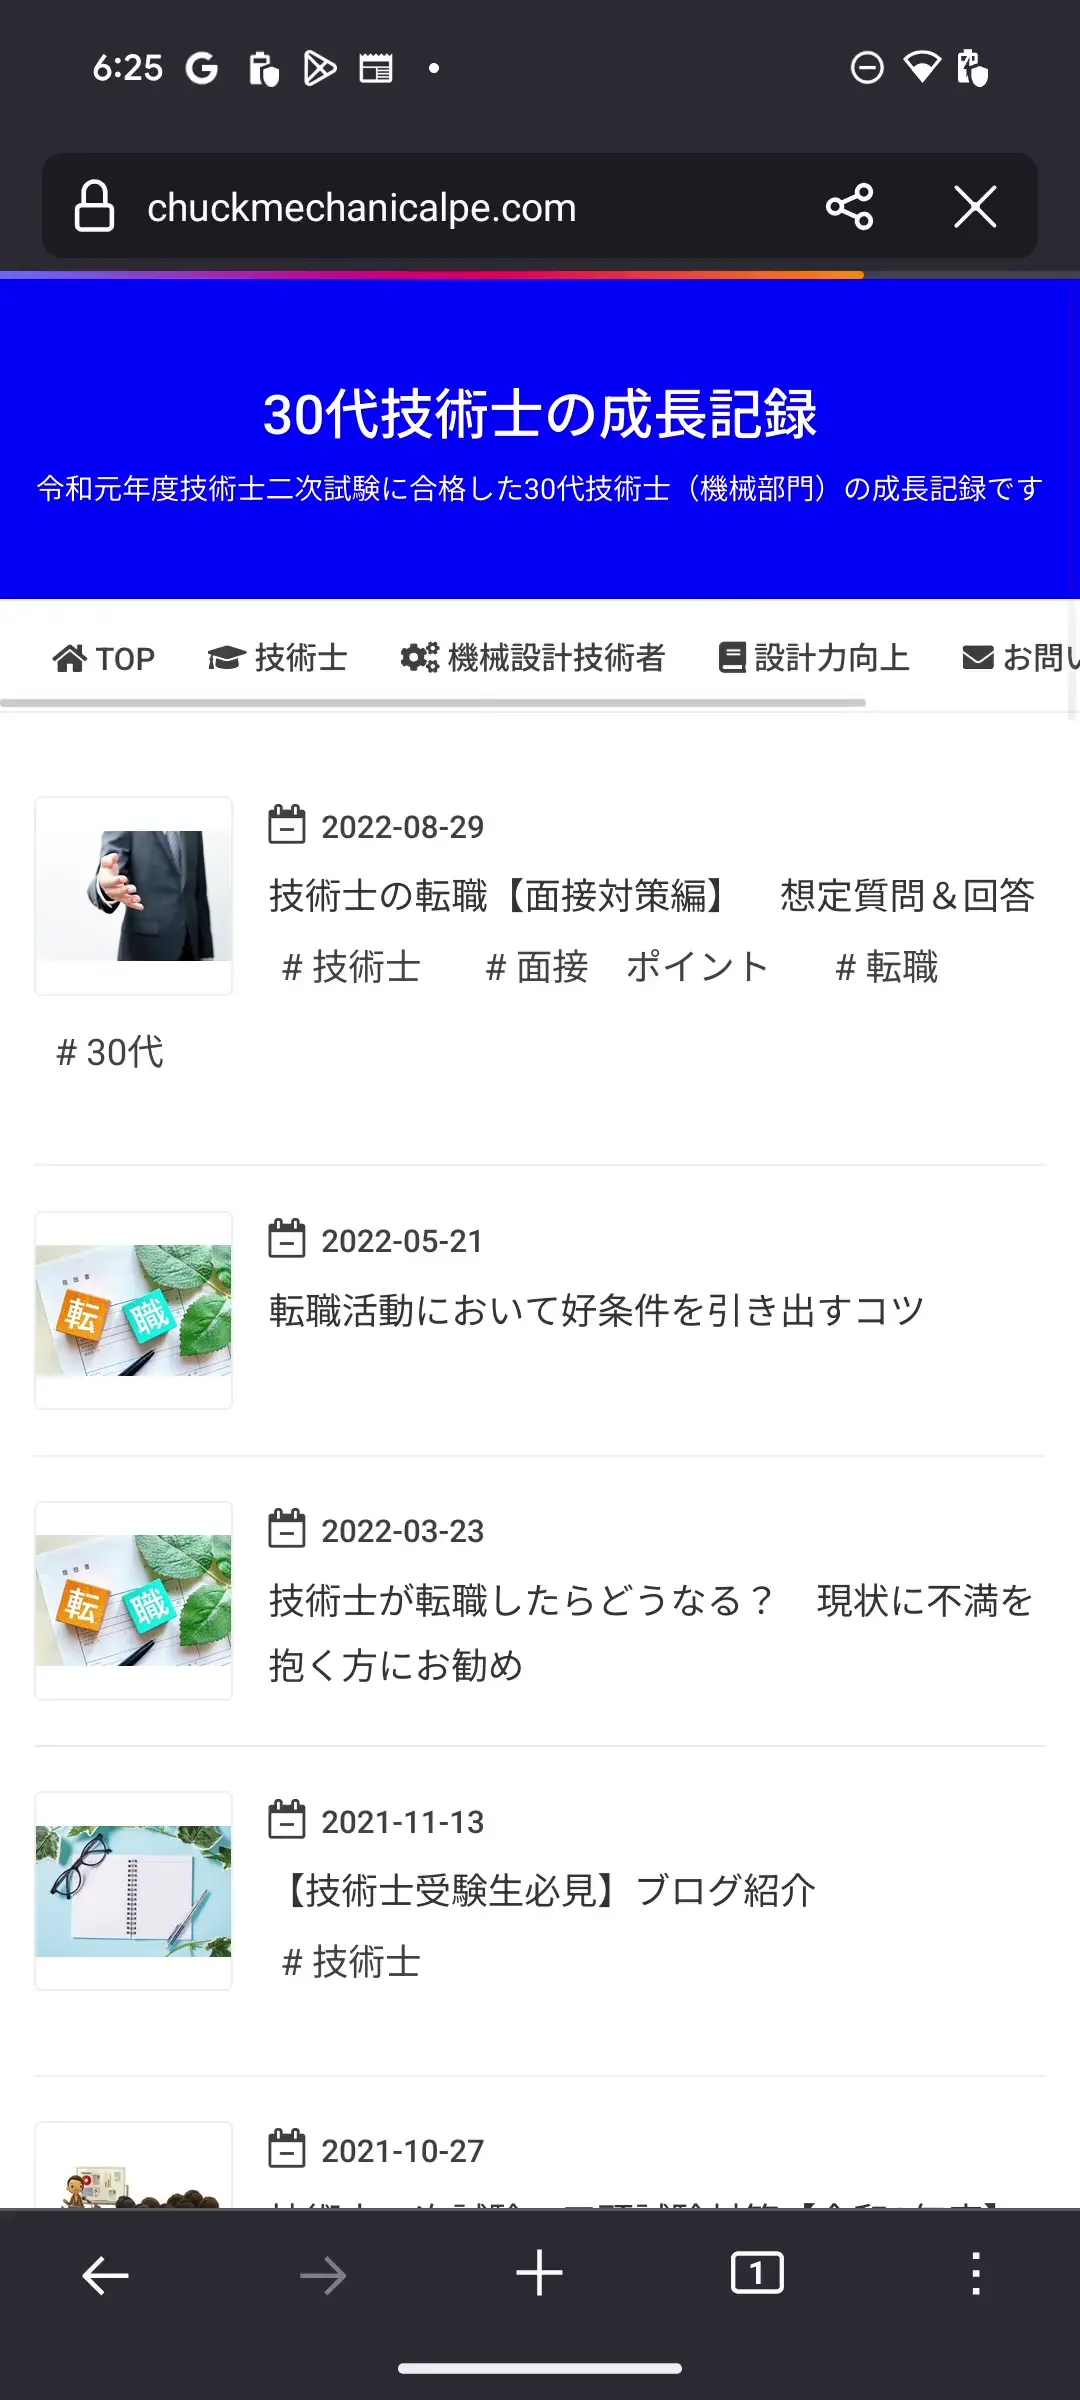 6:25
chuckmechanicalpe.com
30代技術士の成長記録
令和元年度技術士二次試験に合格した30代技術士（機械部門）の成長記録です
TOP 技術士 機械設計技術者 設計力向上 お問い
2022-08-29
技術士の転職【面接対策編】　想定質問＆回答
# 技術士 # 面接　ポイント # 転職
# 30代
2022-05-21
転職活動において好条件を引き出すコツ
転 職
2022-03-23
技術士が転職したらどうなる？　現状に不満を
抱く方にお勧め
転 職
2021-11-13
【技術士受験生必見】ブログ紹介
# 技術士
2021-10-27
1